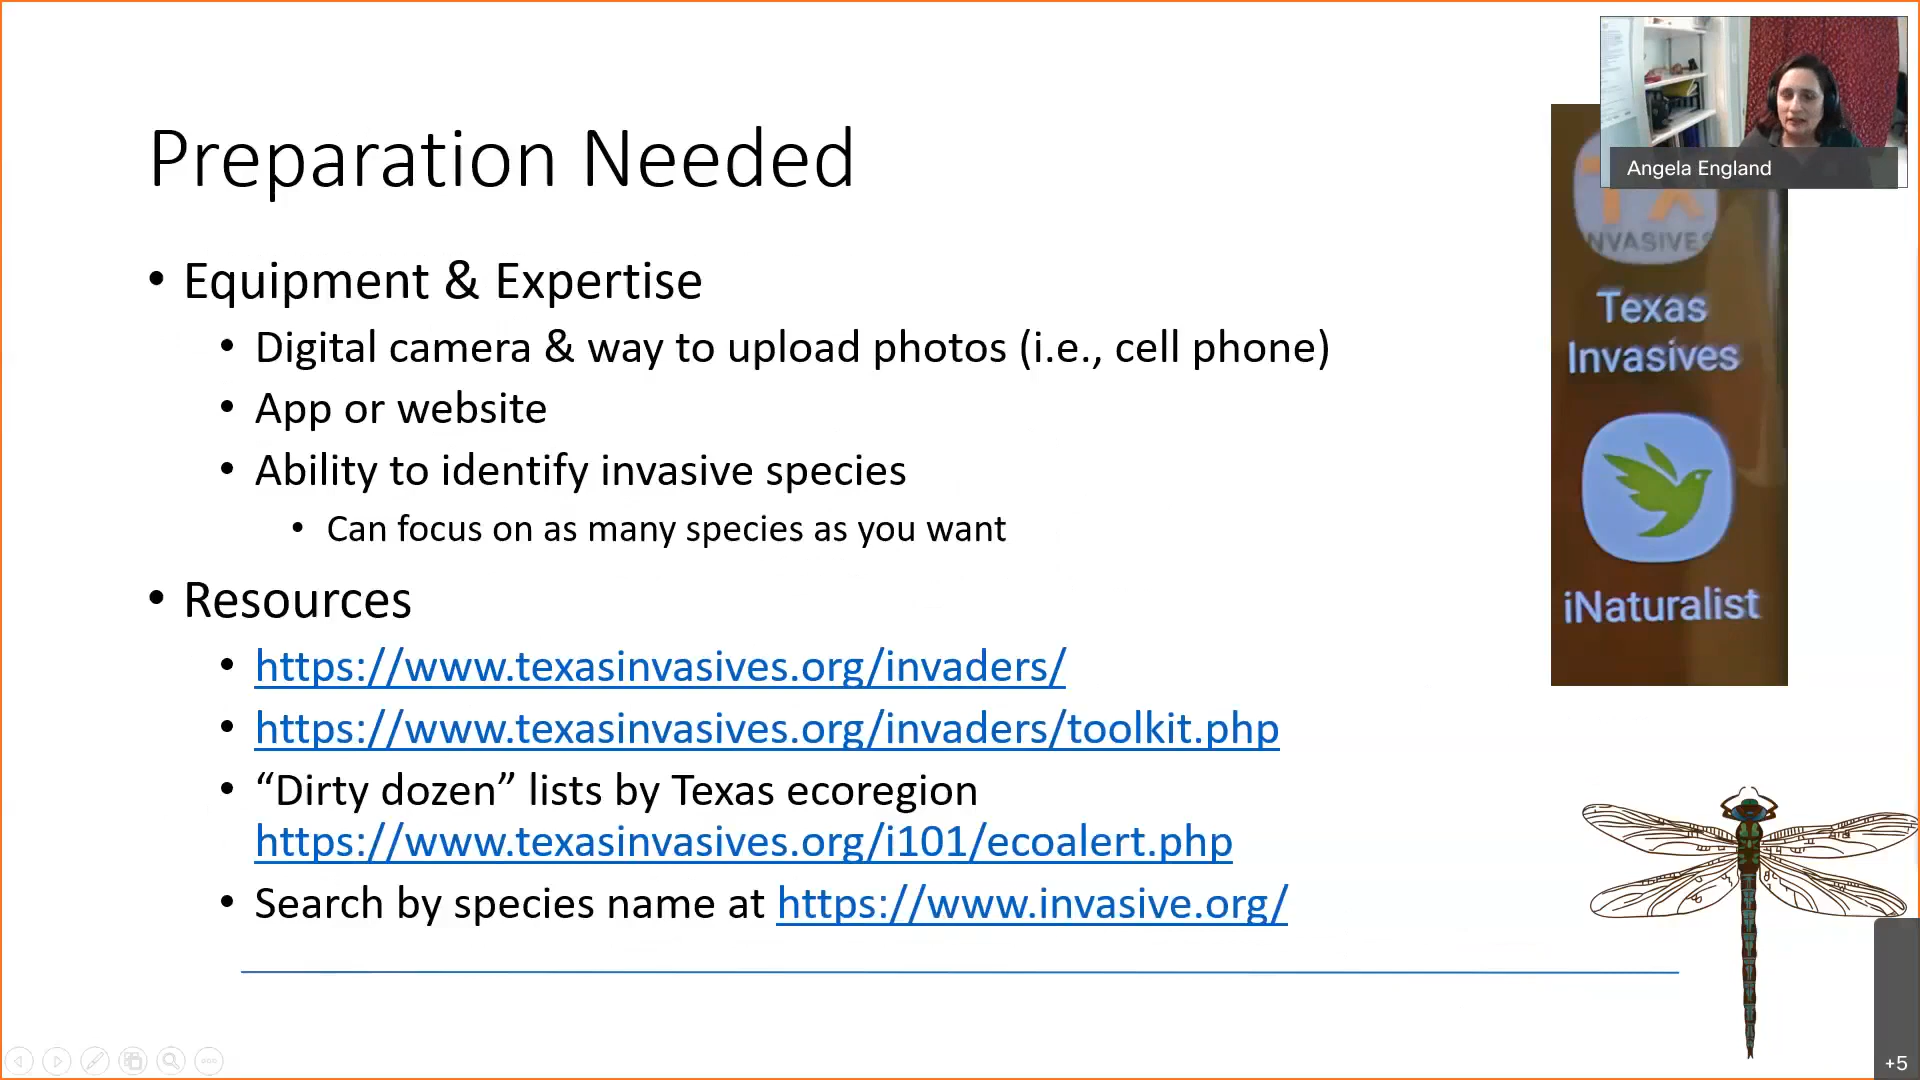 Preparation Needed
• Equipment & Expertise
• Digital camera & way to upload photos (i.e., cell phone)
• App or website
• Ability to identify invasive species
• Can focus on as many species as you want
• Resources
• https://www.texasinvasives.org/invaders/
• https://www.texasinvasives.org/invaders/toolkit.php
• “Dirty dozen” lists by Texas ecoregion
https://www.texasinvasives.org/i101/ecoalert.php
• Search by species name at https://www.invasive.org/
Angela England
TX
INVASIVES
Texas
Invasives
iNaturalist
+5